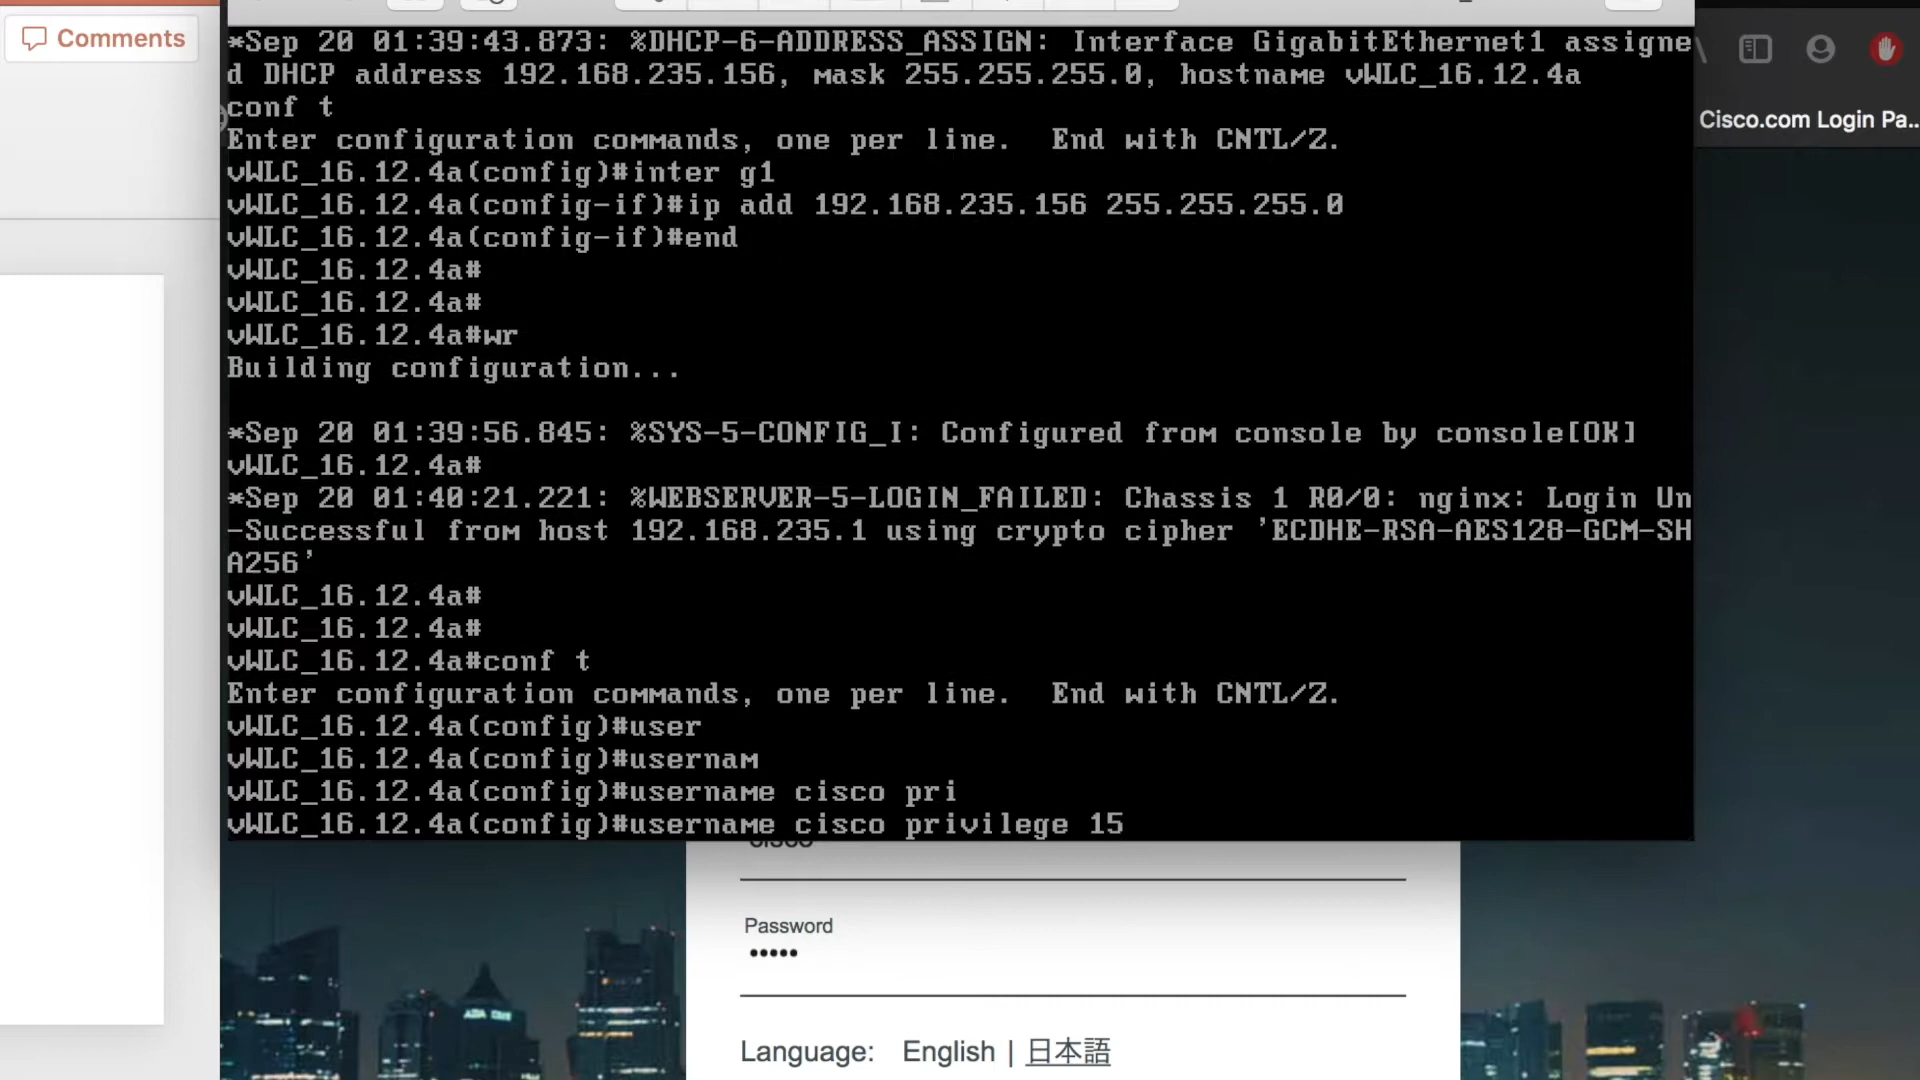 Comments
*Sep 20 01:39:43.873: %DHCP-6-ADDRESS_ASSIGN: Interface GigabitEthernet1 assigne
d DHCP address 192.168.235.156, mask 255.255.255.0, hostname vWLC_16.12.4a
conf t
Enter configuration commands, one per line.  End with CNTL/Z.
vWLC_16.12.4a(config)#inter g1
vWLC_16.12.4a(config-if)#ip add 192.168.235.156 255.255.255.0
vWLC_16.12.4a(config-if)#end
vWLC_16.12.4a#
vWLC_16.12.4a#
vWLC_16.12.4a#wr
Building configuration...
*Sep 20 01:39:56.845: %SYS-5-CONFIG_I: Configured from console by console[OK]
vWLC_16.12.4a#
*Sep 20 01:40:21.221: %WEBSERVER-5-LOGIN_FAILED: Chassis 1 R0/0: nginx: Login Un
-Successful from host 192.168.235.1 using crypto cipher 'ECDHE-RSA-AES128-GCM-SH
A256'
vWLC_16.12.4a#
vWLC_16.12.4a#
vWLC_16.12.4a#conf t
Enter configuration commands, one per line.  End with CNTL/Z.
vWLC_16.12.4a(config)#user
vWLC_16.12.4a(config)#usernam
vWLC_16.12.4a(config)#username cisco pri
vWLC_16.12.4a(config)#username cisco privilege 15
Cisco.com Login Pa..
cisco
Password
•••••
Language: English | 日本語